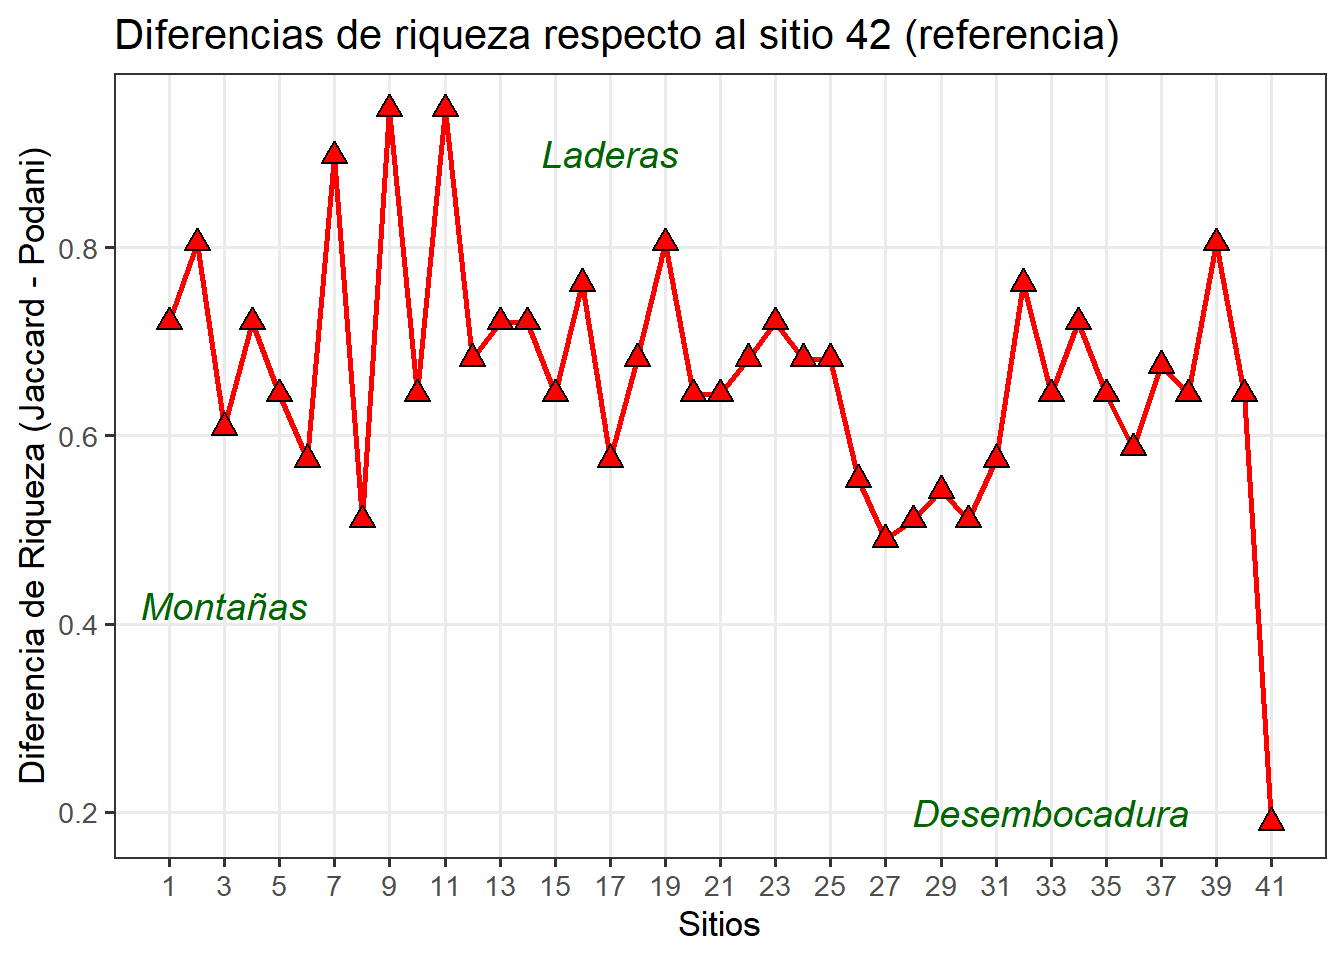 Diferencias de riqueza respecto al sitio 42 (referencia)
Diferencia de Riqueza (Jaccard - Podani)
0.8
0.6
0.4
0.2
Laderas
Montañas
Desembocadura
1 3 5 7 9 11 13 15 17 19 21 23 25 27 29 31 33 35 37 39 41
Sitios